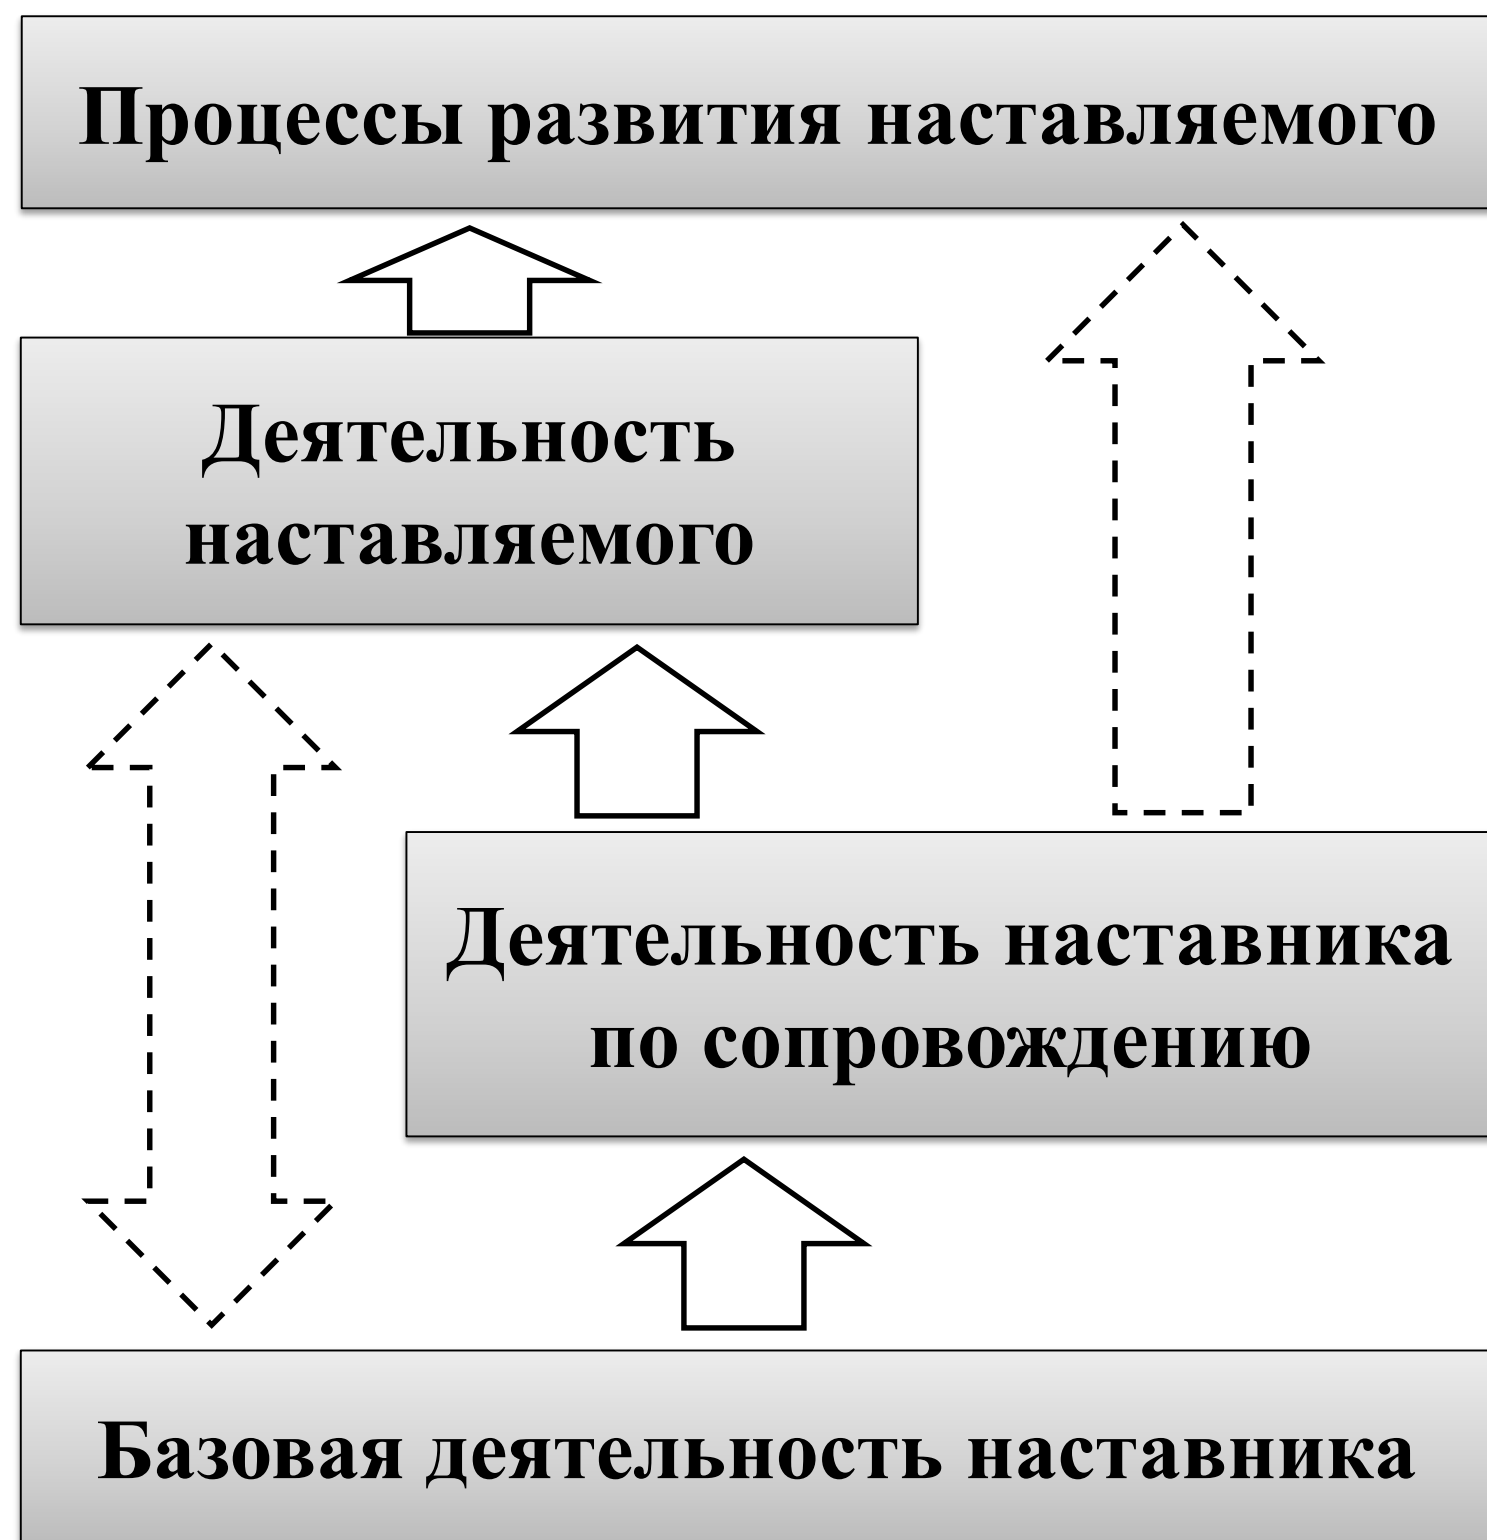 Процессы развития наставляемого
Деятельность
наставляемого
Деятельность наставника
по сопровождению
Базовая деятельность наставника